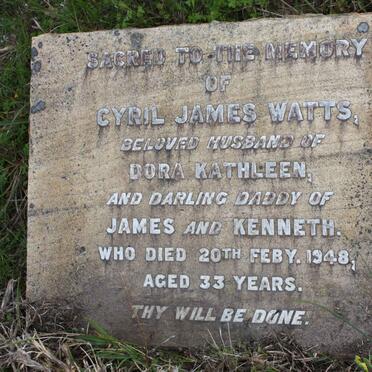 SACRED TO THE MEMORY
OF
CYRIL JAMES WATTS,
BELOVED HUSBAND OF
DORA KATHLEEN,
AND DARLING DADDY OF
JAMES AND KENNETH.
WHO DIED 20TH FEBY. 1948,
AGED 33 YEARS.
THY WILL BE DONE.